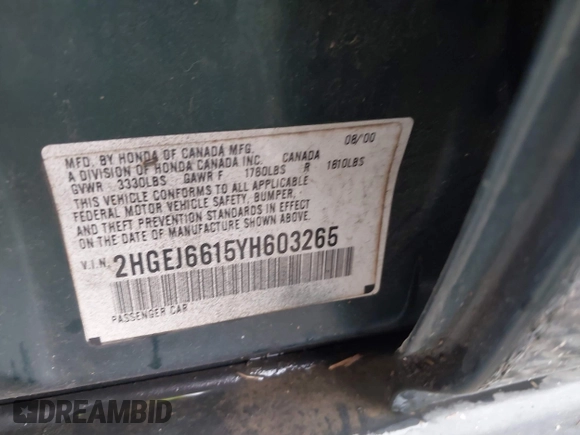 MFD. BY HONDA OF CANADA MFG. 08/00
A DIVISION OF HONDA CANADA INC. CANADA
GVWR 3330LBS GAWR F 1760LBS R 1610LBS
THIS VEHICLE CONFORMS TO ALL APPLICABLE
FEDERAL MOTOR VEHICLE SAFETY, BUMPER,
AND THEFT PREVENTION STANDARDS IN EFFECT
ON THE DATE OF MANUFACTURE SHOWN ABOVE.
V.I.N. 2HGEJ6615YH603265
PASSENGER CAR
DREAMBID